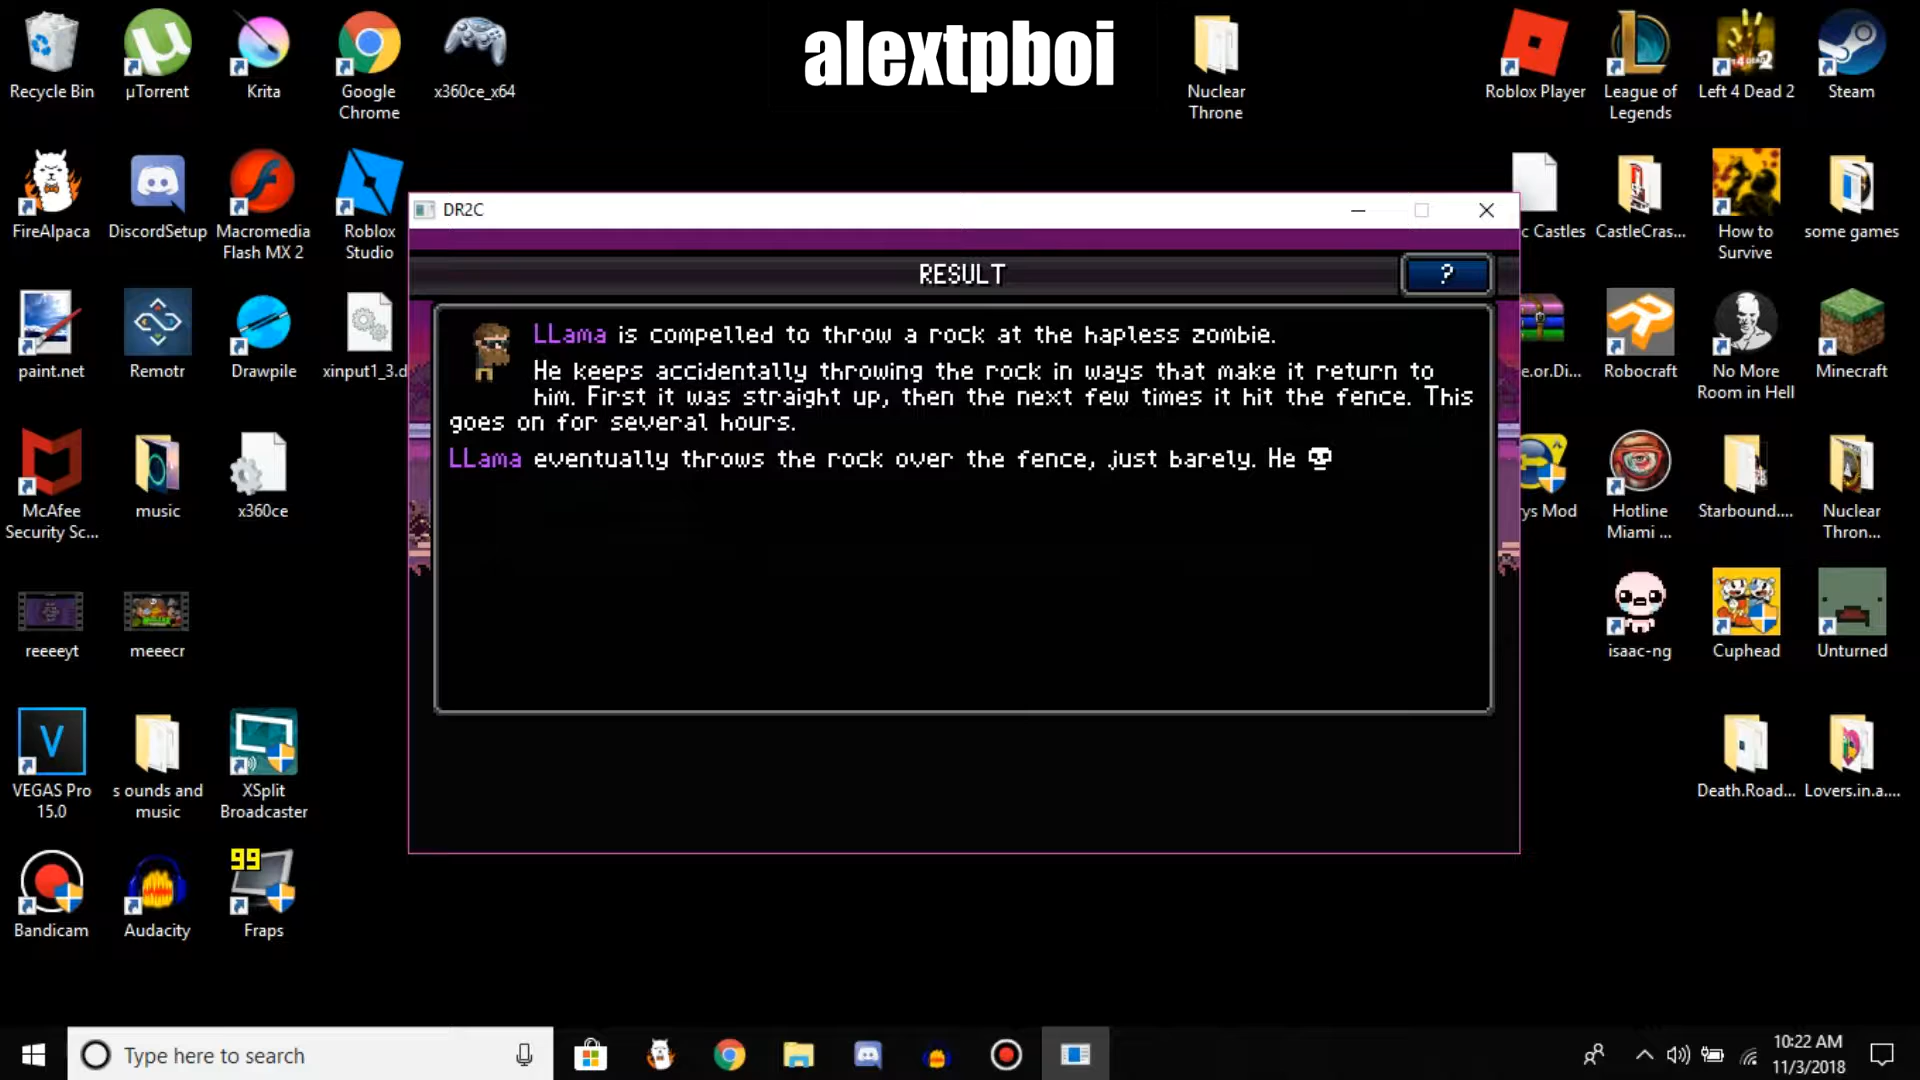 alextpboi
Recycle Bin
µTorrent
Krita
Google
Chrome
x360ce_x64
Nuclear
Throne
Roblox Player
League of
Legends
Left 4 Dead 2
Steam
FireAlpaca
DiscordSetup
Macromedia
Flash MX 2
Roblox
Studio
c Castles
CastleCras...
How to
Survive
some games
DR2C
RESULT
?
LLama is compelled to throw a rock at the hapless zombie.
He keeps accidentally throwing the rock in ways that make it return to
him. First it was straight up, then the next few times it hit the fence. This
goes on for several hours.
LLama eventually throws the rock over the fence, just barely. He
paint.net
Remotr
Drawpile
xinput1_3.d
e.or.Di...
Robocraft
No More
Room in Hell
Minecraft
McAfee
Security Sc...
music
x360ce
ys Mod
Hotline
Miami ...
Starbound....
Nuclear
Thron...
reeeeyt
meeecr
isaac-ng
Cuphead
Unturned
VEGAS Pro
15.0
s ounds and
music
XSplit
Broadcaster
Death.Road...
Lovers.in.a....
99
Bandicam
Audacity
Fraps
Type here to search
10:22 AM
11/3/2018